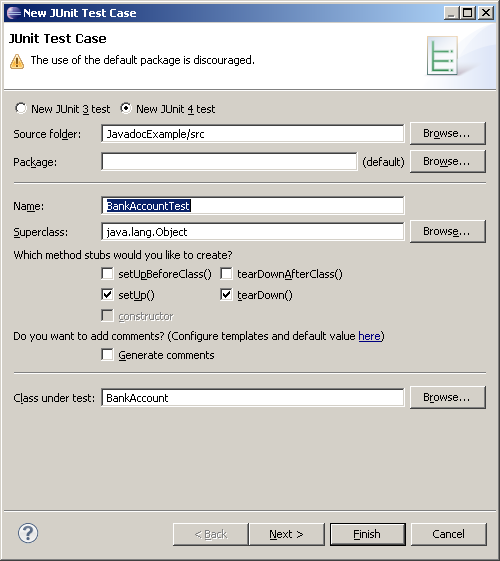 New JUnit Test Case
JUnit Test Case
The use of the default package is discouraged.
New JUnit 3 test New JUnit 4 test
Source folder: JavadocExample/src Browse...
Package: (default) Browse...
Name: BankAccountTest
Superclass: java.lang.Object Browse...
Which method stubs would you like to create?
setUpBeforeClass() tearDownAfterClass()
setUp() tearDown()
constructor
Do you want to add comments? (Configure templates and default value here)
Generate comments
Class under test: BankAccount Browse...
? < Back Next > Finish Cancel